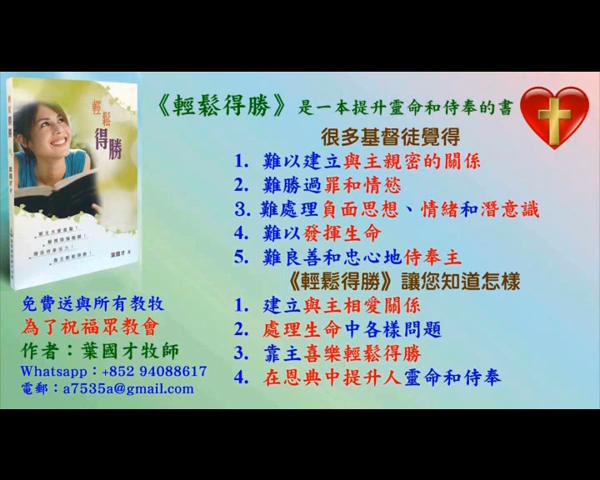 輕鬆
得勝
葉國才 著
《輕鬆得勝》是一本提升靈命和侍奉的書
很多基督徒覺得
1. 難以建立與主親密的關係
2. 難勝過罪和情慾
3. 難處理負面思想、情緒和潛意識
4. 難以發揮生命
5. 難良善和忠心地侍奉主
《輕鬆得勝》讓您知道怎樣
1. 建立與主相愛關係
2. 處理生命中各樣問題
3. 靠主喜樂輕鬆得勝
4. 在恩典中提升人靈命和侍奉
免費送與所有教牧
為了祝福眾教會
作者：葉國才牧師
Whatsapp：+852 94088617
電郵：a7535a@gmail.com